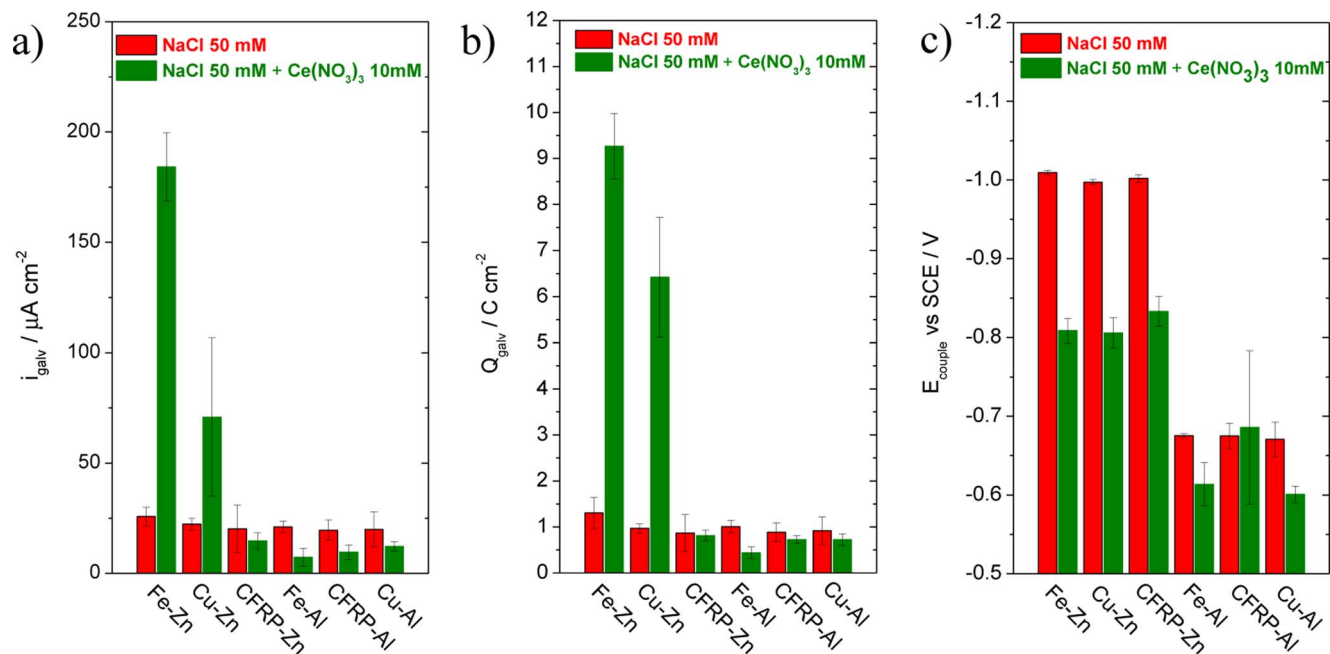 a)
NaCl 50 mM
NaCl 50 mM + Ce(NO3)3 10mM
250
200
150
100
50
0
igalv / μA cm-2
Fe-Zn
Cu-Zn
CFRP-Zn
Fe-Al
CFRP-Al
Cu-Al
b)
NaCl 50 mM
NaCl 50 mM + Ce(NO3)3 10mM
12
11
10
9
8
7
6
5
4
3
2
1
0
Qgalv / C cm-2
Fe-Zn
Cu-Zn
CFRP-Zn
Fe-Al
CFRP-Al
Cu-Al
c)
NaCl 50 mM
NaCl 50 mM + Ce(NO3)3 10mM
-1.2
-1.1
-1.0
-0.9
-0.8
-0.7
-0.6
-0.5
Ecouple vs SCE / V
Fe-Zn
Cu-Zn
CFRP-Zn
Fe-Al
CFRP-Al
Cu-Al